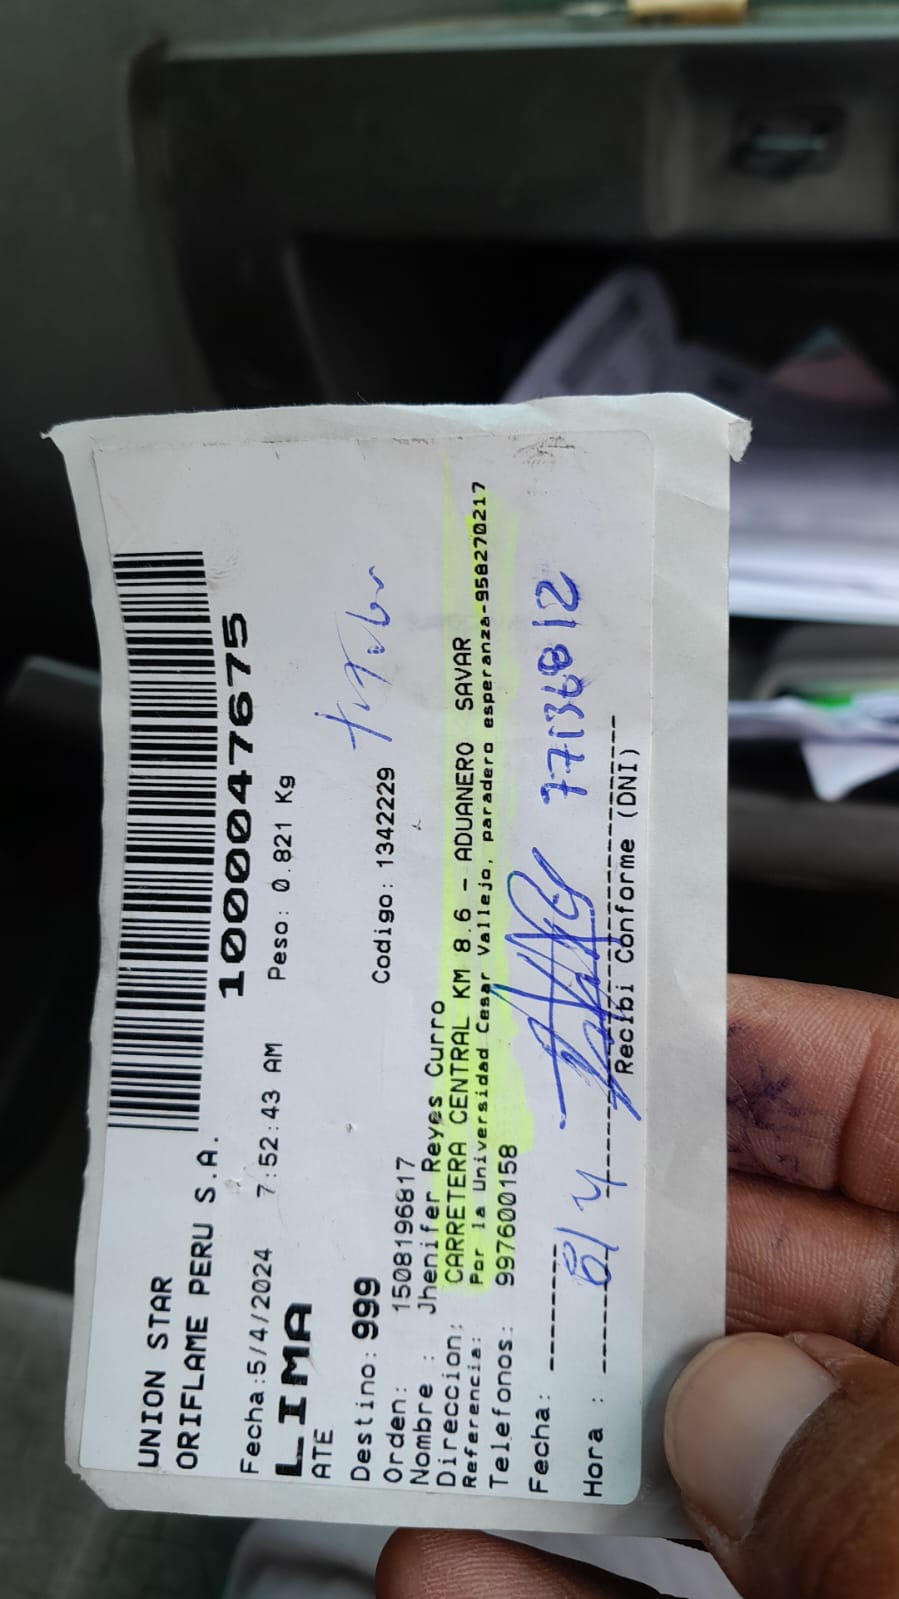 UNION STAR
ORIFLAME PERU S.A.
1000047675
Fecha:5/4/2024 7:52:43 AM Peso: 0.821 Kg
LIMA
ATE
Destino: 999 Codigo: 1342229
Orden: 1508196817
Nombre : Jhenifer Reyes Curro
Direccion: CARRETERA CENTRAL KM 8.6 - ADUANERO SAVAR
Referencia: Por la Universidad Cesar Vallejo, paradero esperanza-958270217
Telefonos: 997600158
Fecha: ---------
Hora : ---------
77136812
Recibi Conforme (DNI)